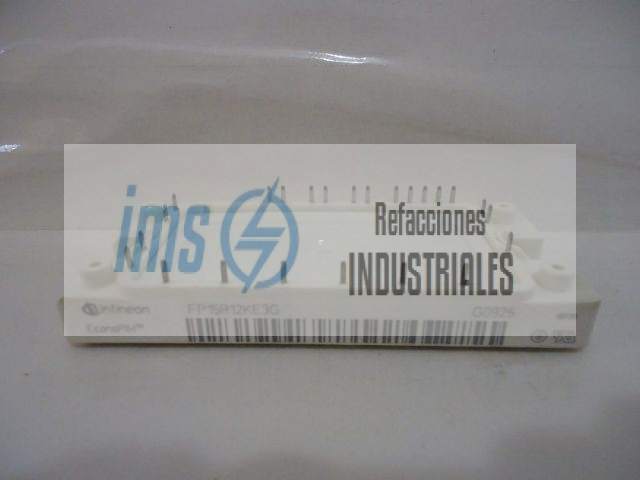 ims
Refacciones
INDUSTRIALES
infineon
FP15R12KE3G
G0925
EconoPIM™